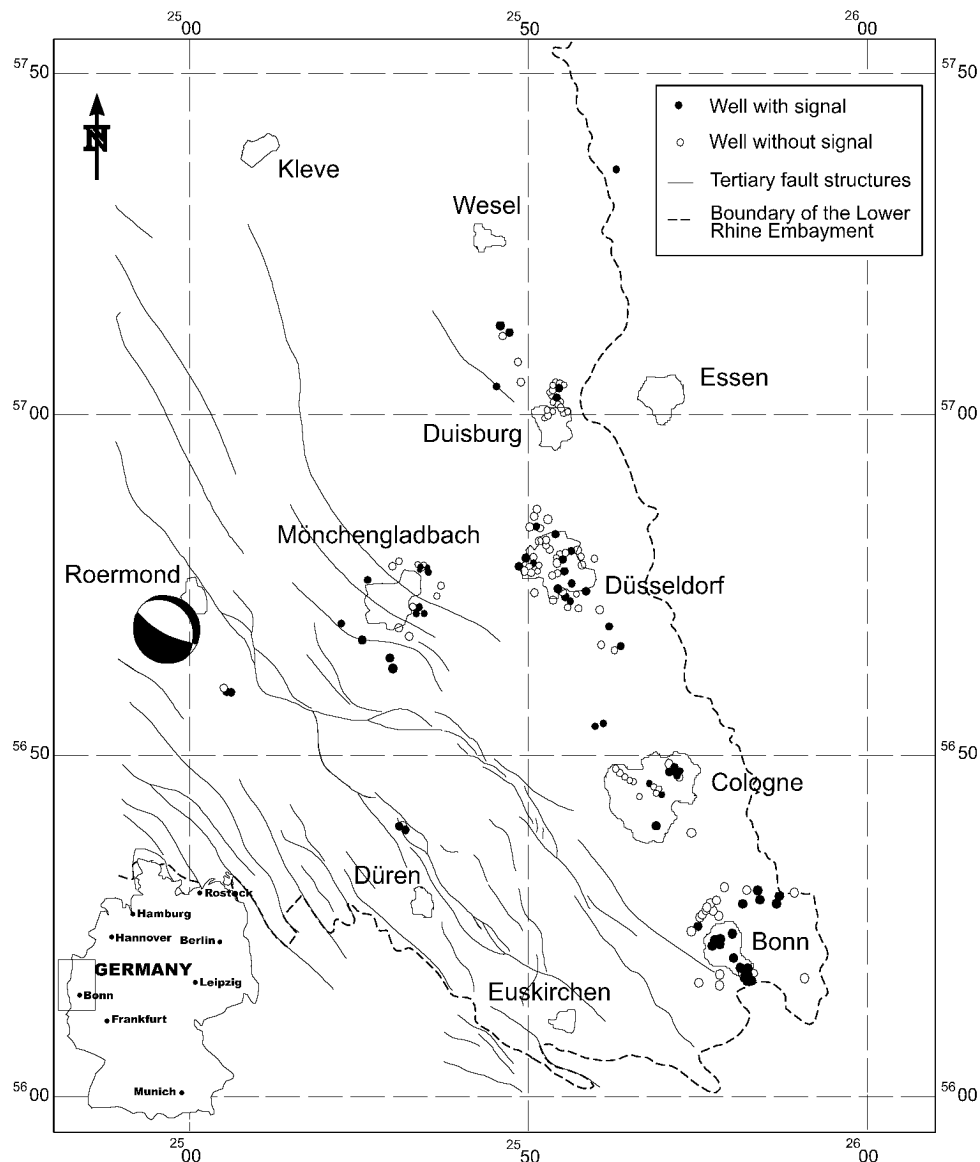 25 00
25 50
26 00
57 50
57 50
N
Well with signal
Well without signal
Tertiary fault structures
Boundary of the Lower
Rhine Embayment
Kleve
Wesel
Essen
57 00
57 00
Duisburg
Mönchengladbach
Roermond
Düsseldorf
56 50
56 50
Cologne
Düren
Bonn
Euskirchen
Rostock
Hamburg
Hannover
Berlin
GERMANY
Leipzig
Bonn
Frankfurt
Munich
56 00
56 00
25 00
25 50
26 00